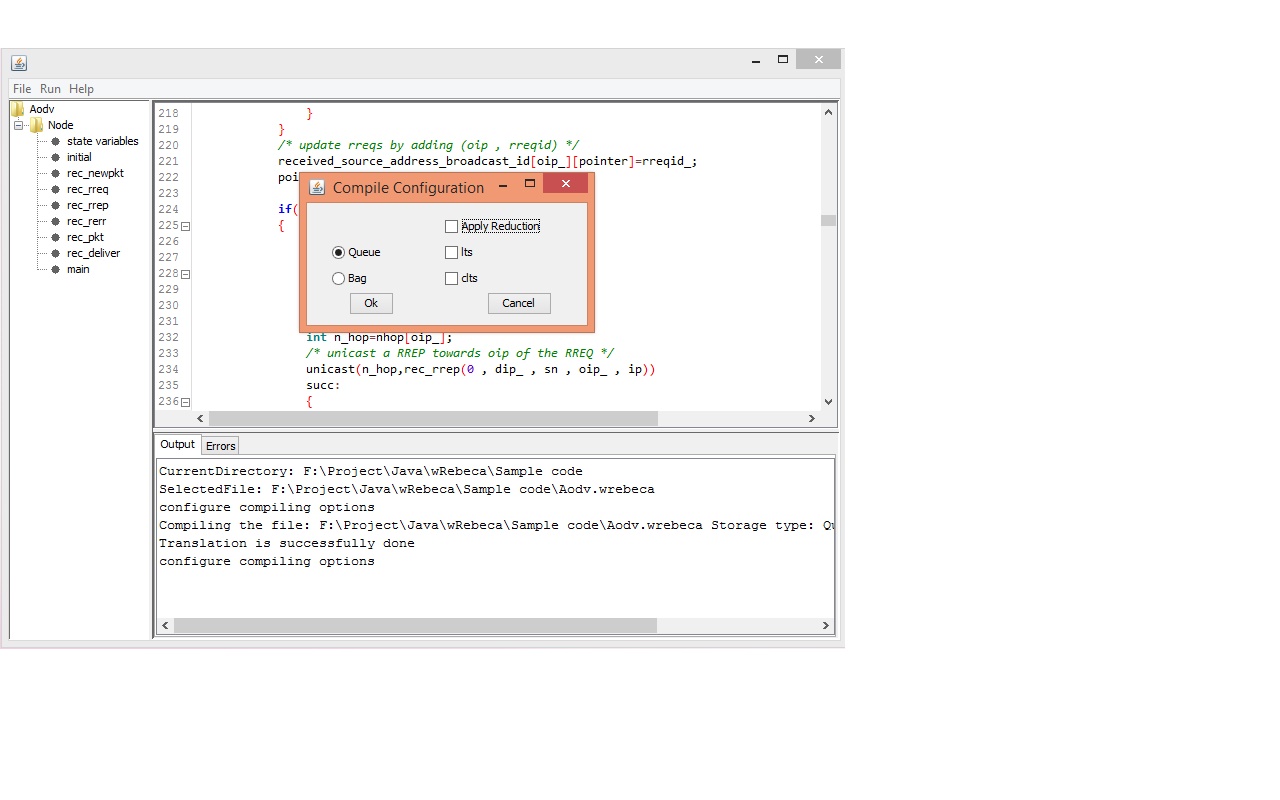 File Run Help
Aodv
Node
state variables
initial
rec_newpkt
rec_rreq
rec_rrep
rec_rerr
rec_pkt
rec_deliver
main
218 }
219 }
220 /* update rreqs by adding (oip , rreqid) */
221 received_source_address_broadcast_id[oip_][pointer]=rreqid_;
222 poi
223
224 if(
225 {
226
227
228
229
230
231
232 int n_hop=nhop[oip_];
233 /* unicast a RREP towards oip of the RREQ */
234 unicast(n_hop,rec_rrep(0 , dip_ , sn , oip_ , ip))
235 succ:
236 {
Compile Configuration
Apply Reduction
Queue lts
Bag clts
Ok Cancel
Output Errors
CurrentDirectory: F:\Project\Java\wRebeca\Sample code
SelectedFile: F:\Project\Java\wRebeca\Sample code\Aodv.wrebeca
configure compiling options
Compiling the file: F:\Project\Java\wRebeca\Sample code\Aodv.wrebeca Storage type: Qu
Translation is successfully done
configure compiling options